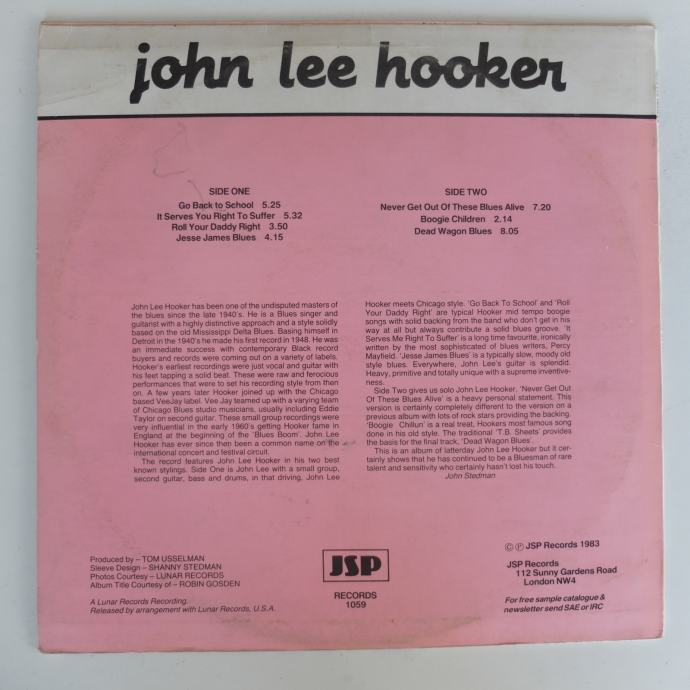 john lee hooker
SIDE ONE
Go Back to School 5.25
It Serves You Right To Suffer 5.32
Roll Your Daddy Right 3.50
Jesse James Blues 4.15
SIDE TWO
Never Get Out Of These Blues Alive 7.20
Boogie Children 2.14
Dead Wagon Blues 8.05
John Lee Hooker has been one of the undisputed masters of
the blues since the late 1940's. He is a Blues singer and
guitarist with a highly distinctive approach and a style solidly
based on the old Mississippi Delta Blues. Basing himself in
Detroit in the 1940's he made his first record in 1948. He was
an immediate success with contemporary Black record
buyers and records were coming out on a variety of labels.
Hooker's earliest recordings were just vocal and guitar with
his feet tapping a solid beat. These were raw and ferocious
performances that were to set his recording style from then
on. A few years later Hooker joined up with the Chicago
based VeeJay label. Vee Jay teamed up with a varying team
of Chicago Blues studio musicians, usually including Eddie
Taylor on second guitar. These small group recordings were
very influential in the early 1960's getting Hooker fame in
England at the beginning of the 'Blues Boom'. John Lee
Hooker has ever since then been a common name on the
international concert and festival circuit.
The record features John Lee Hooker in his two best
known stylings. Side One is John Lee with a small group,
second guitar, bass and drums, in that driving, John Lee
Hooker meets Chicago style. 'Go Back To School' and 'Roll
Your Daddy Right' are typical Hooker mid tempo boogie
songs with solid backing from the band who don't get in his
way at all but always contribute a solid blues groove. 'It
Serves Me Right To Suffer' is a long time favourite, ironically
written by the most sophisticated of blues writers, Percy
Mayfield. 'Jesse James Blues' is a typically slow, moody old
style blues. Everywhere, John Lee's guitar is splendid.
Heavy, primitive and totally unique with a supreme inventive-
ness.
Side Two gives us solo John Lee Hooker. 'Never Get Out
Of These Blues Alive' is a heavy personal statement. This
version is certainly completely different to the version on a
previous album with lots of rock stars providing the backing.
'Boogie Chillun' is a real treat, Hookers most famous song
done in his old style. The traditional 'T.B. Sheets' provides
the basis for the final track, 'Dead Wagon Blues'.
This is an album of latterday John Lee Hooker but it cer-
tainly shows that he has continued to be a Bluesman of rare
talent and sensitivity who certainly hasn't lost his touch.
John Stedman
Produced by – TOM USSELMAN
Sleeve Design – SHANNY STEDMAN
Photos Courtesy – LUNAR RECORDS
Album Title Courtesy of – ROBIN GOSDEN
A Lunar Records Recording.
Released by arrangement with Lunar Records, U.S.A.
JSP
RECORDS
1059
© ℗ JSP Records 1983
JSP Records
112 Sunny Gardens Road
London NW4
For free sample catalogue &
newsletter send SAE or IRC